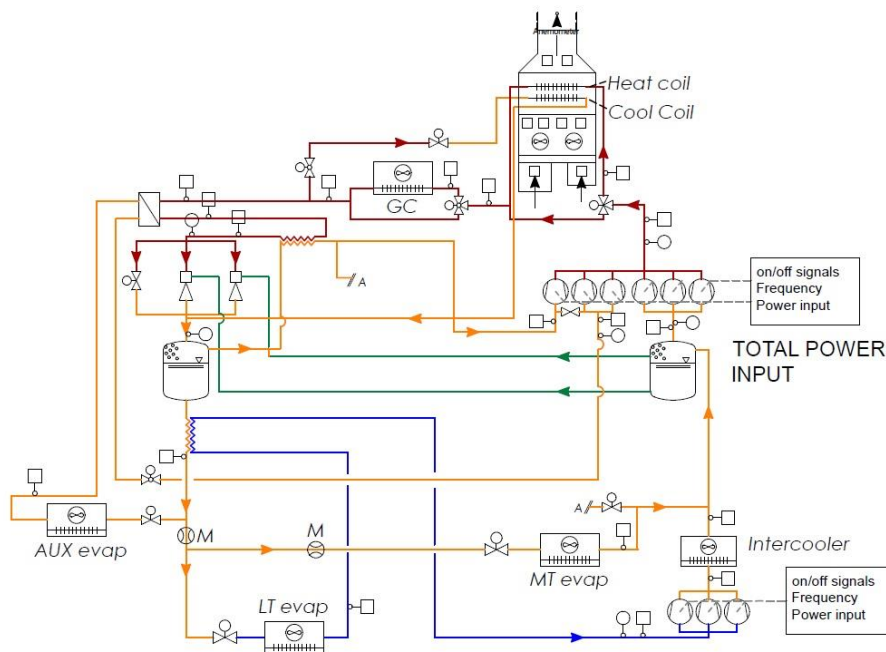 Anemometer
Heat coil
Cool Coil
GC
A
on/off signals
Frequency
Power input
TOTAL POWER
INPUT
A
M
M
AUX evap
MT evap
Intercooler
LT evap
on/off signals
Frequency
Power input